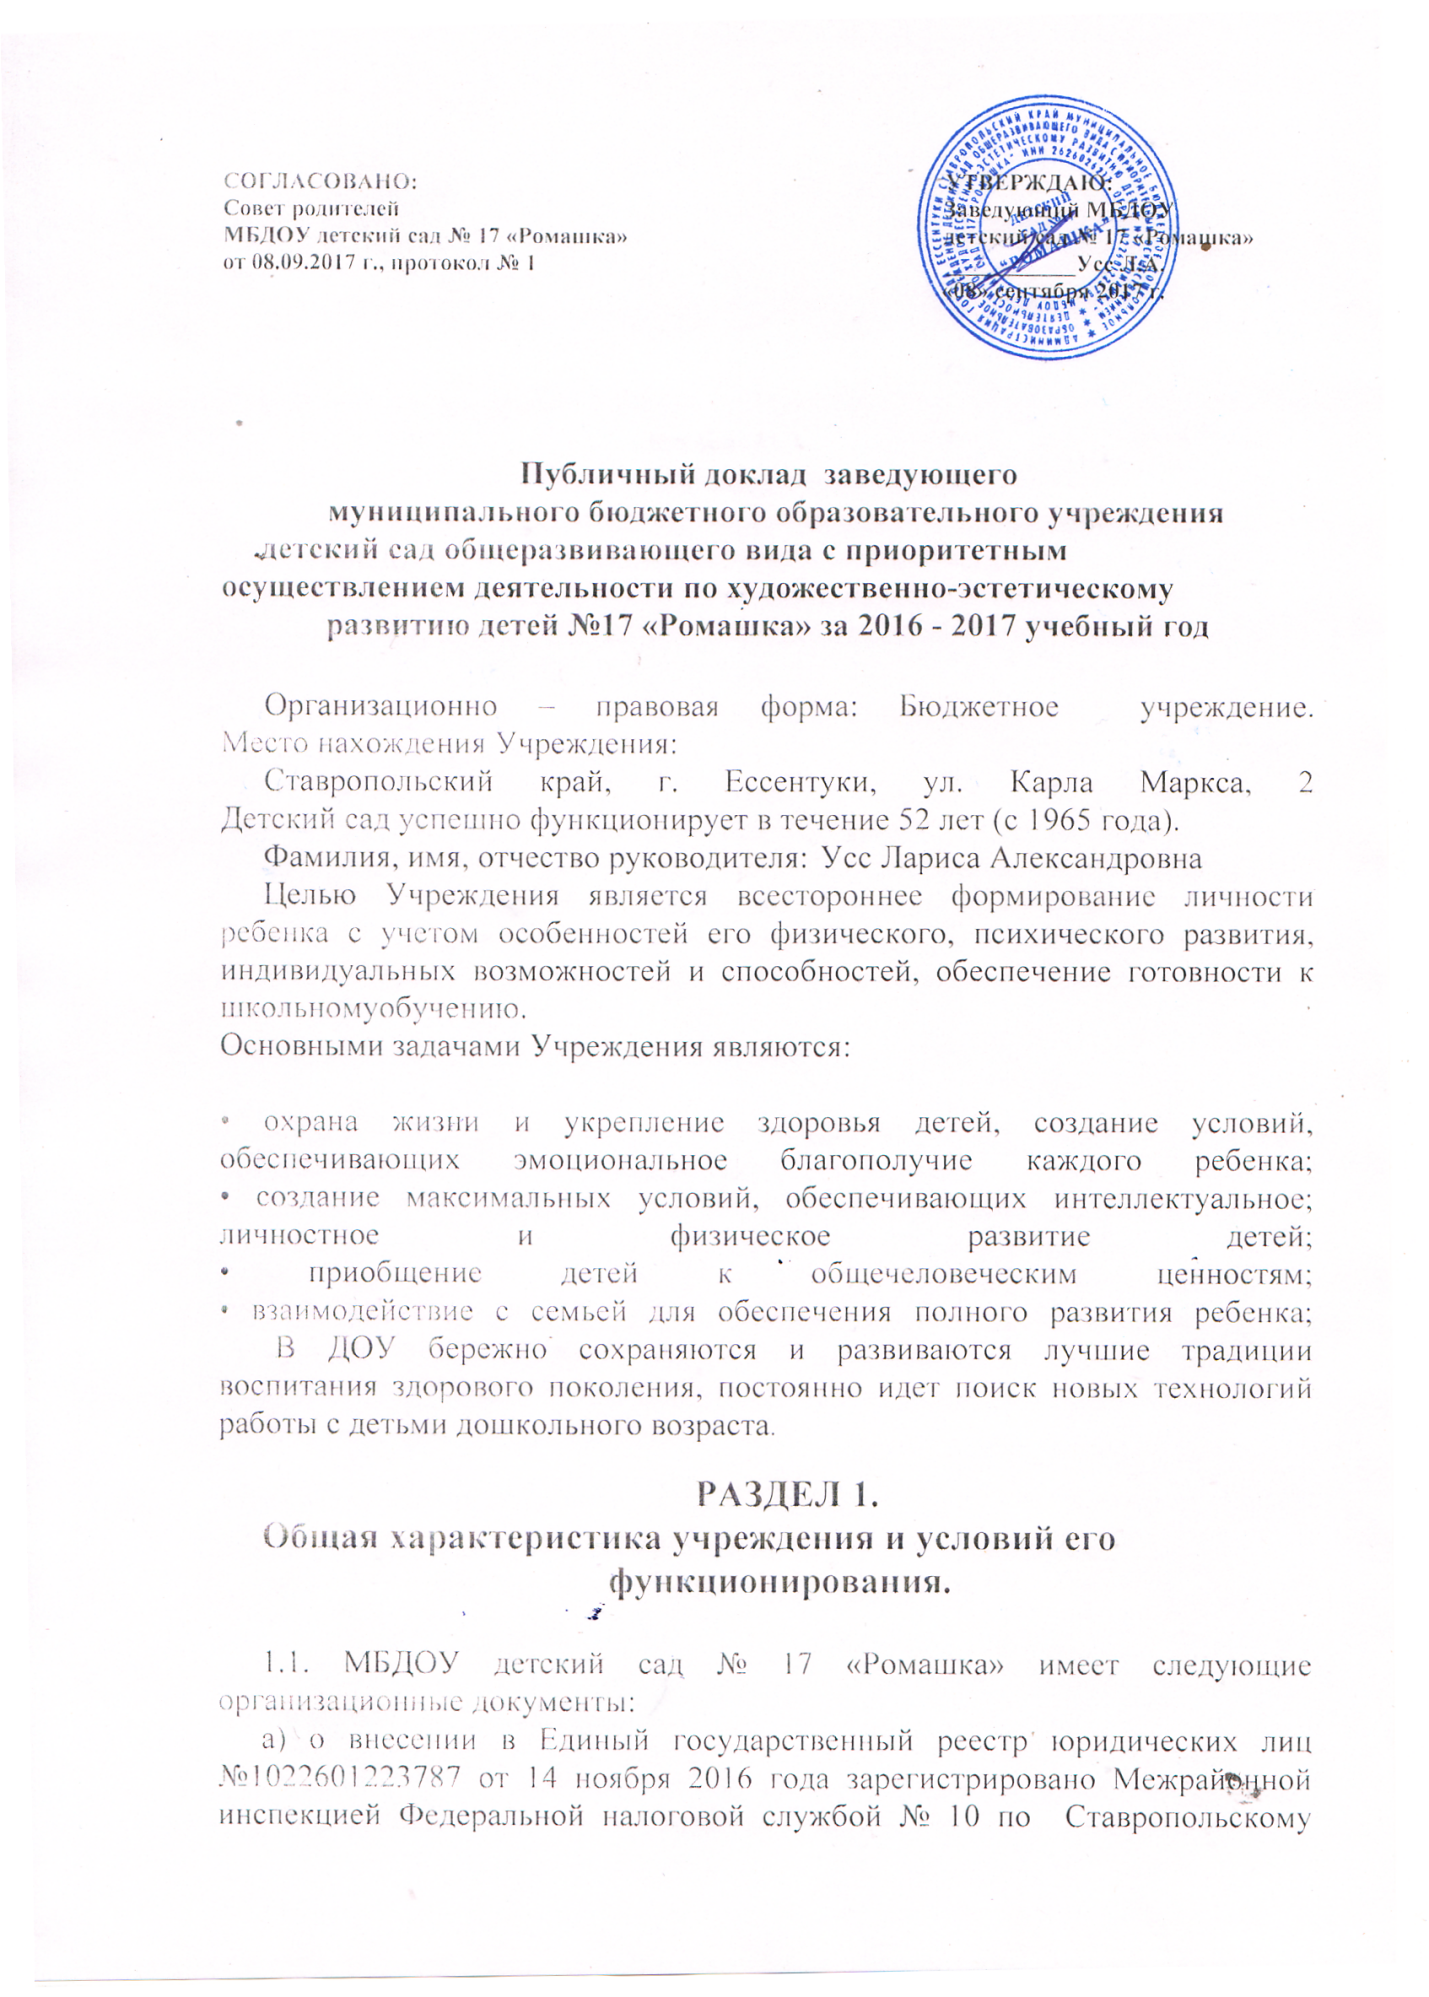 СОГЛАСОВАНО:
Совет родителей
МБДОУ детский сад № 17 «Ромашка»
от 08.09.2017 г., протокол № 1
УТВЕРЖДАЮ:
Заведующий МБДОУ
детский сад № 17 «Ромашка»
___________Усс Л.А.
«08» сентября 2017 г.
ДЕТСКИЙ
САД №17
"РОМАШКА"
Публичный доклад заведующего
муниципального бюджетного образовательного учреждения
детский сад общеразвивающего вида с приоритетным
осуществлением деятельности по художественно-эстетическому
развитию детей №17 «Ромашка» за 2016 - 2017 учебный год
Организационно – правовая форма: Бюджетное учреждение.
Место нахождения Учреждения:
Ставропольский край, г. Ессентуки, ул. Карла Маркса, 2
Детский сад успешно функционирует в течение 52 лет (с 1965 года).
Фамилия, имя, отчество руководителя: Усс Лариса Александровна
Целью Учреждения является всестороннее формирование личности
ребенка с учетом особенностей его физического, психического развития,
индивидуальных возможностей и способностей, обеспечение готовности к
школьномуобучению.
Основными задачами Учреждения являются:
• охрана жизни и укрепление здоровья детей, создание условий,
обеспечивающих эмоциональное благополучие каждого ребенка;
• создание максимальных условий, обеспечивающих интеллектуальное;
личностное и физическое развитие детей;
• приобщение детей к общечеловеческим ценностям;
• взаимодействие с семьей для обеспечения полного развития ребенка;
В ДОУ бережно сохраняются и развиваются лучшие традиции
воспитания здорового поколения, постоянно идет поиск новых технологий
работы с детьми дошкольного возраста.
РАЗДЕЛ 1.
Общая характеристика учреждения и условий его
функционирования.
1.1. МБДОУ детский сад № 17 «Ромашка» имеет следующие
организационные документы:
а) о внесении в Единый государственный реестр юридических лиц
№1022601223787 от 14 ноября 2016 года зарегистрировано Межрайонной
инспекцией Федеральной налоговой службой № 10 по Ставропольскому